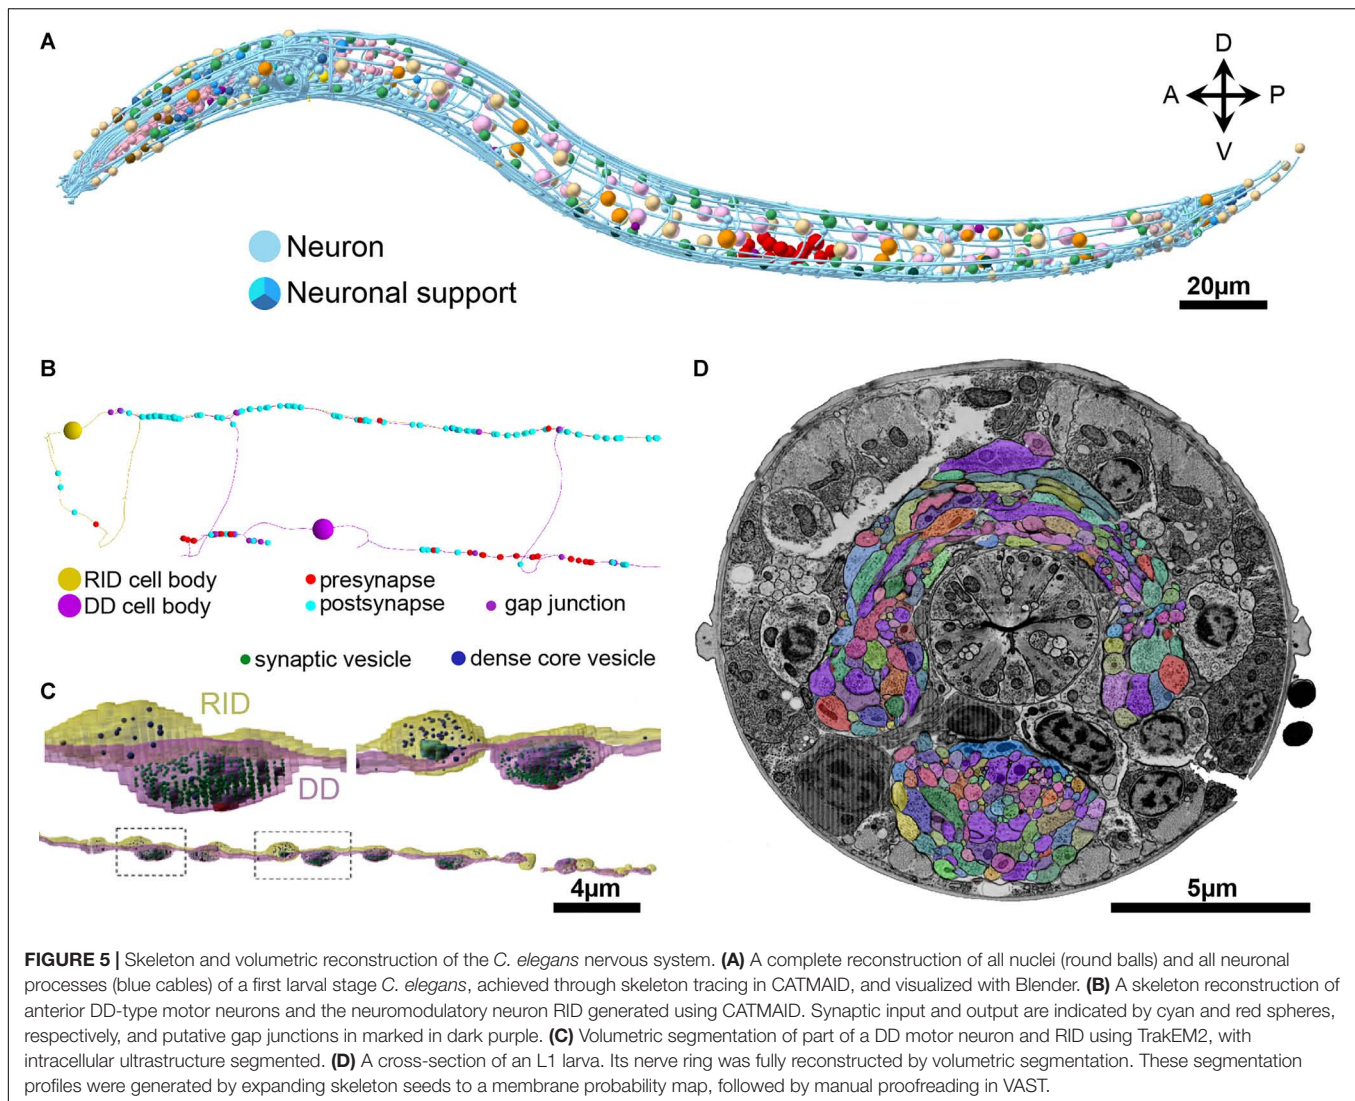 A
D
A P
V
Neuron
Neuronal support
20μm
B
RID cell body
DD cell body
presynapse
postsynapse
gap junction
synaptic vesicle
dense core vesicle
C
RID
DD
4μm
D
5μm
FIGURE 5 | Skeleton and volumetric reconstruction of the C. elegans nervous system. (A) A complete reconstruction of all nuclei (round balls) and all neuronal
processes (blue cables) of a first larval stage C. elegans, achieved through skeleton tracing in CATMAID, and visualized with Blender. (B) A skeleton reconstruction of
anterior DD-type motor neurons and the neuromodulatory neuron RID generated using CATMAID. Synaptic input and output are indicated by cyan and red spheres,
respectively, and putative gap junctions in marked in dark purple. (C) Volumetric segmentation of part of a DD motor neuron and RID using TrakEM2, with
intracellular ultrastructure segmented. (D) A cross-section of an L1 larva. Its nerve ring was fully reconstructed by volumetric segmentation. These segmentation
profiles were generated by expanding skeleton seeds to a membrane probability map, followed by manual proofreading in VAST.